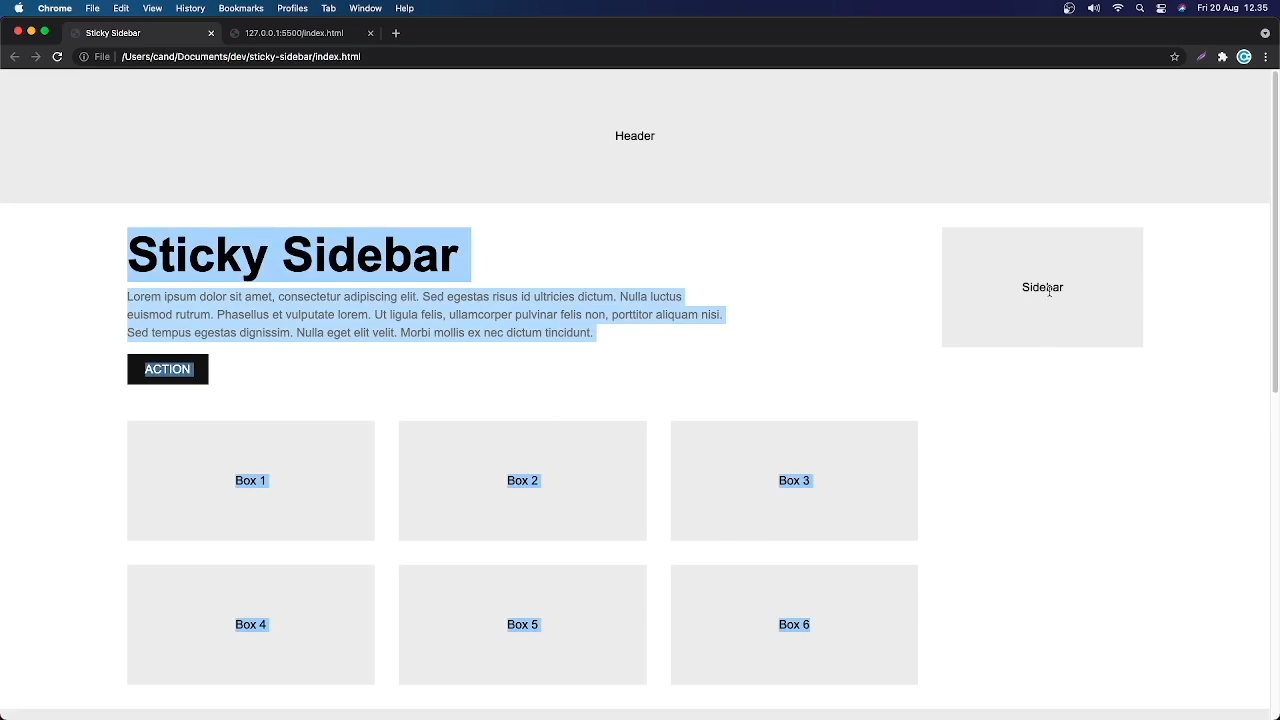 Chrome File Edit View History Bookmarks Profiles Tab Window Help Fri 20 Aug 12.35
Sticky Sidebar 127.0.0.1:5500/index.html
File /Users/cand/Documents/dev/sticky-sidebar/index.html
Header
Sticky Sidebar
Lorem ipsum dolor sit amet, consectetur adipiscing elit. Sed egestas risus id ultricies dictum. Nulla luctus
euismod rutrum. Phasellus et vulputate lorem. Ut ligula felis, ullamcorper pulvinar felis non, porttitor aliquam nisi.
Sed tempus egestas dignissim. Nulla eget elit velit. Morbi mollis ex nec dictum tincidunt.
ACTION
Sidebar
Box 1 Box 2 Box 3
Box 4 Box 5 Box 6